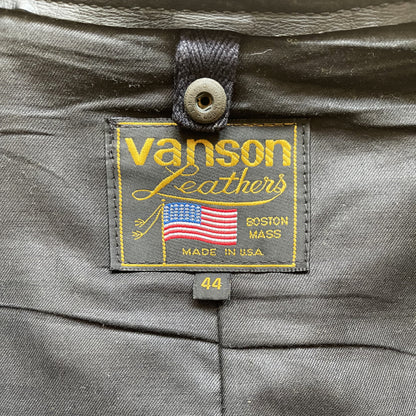 vanson
Leathers
BOSTON
MASS
MADE IN U.S.A.
44